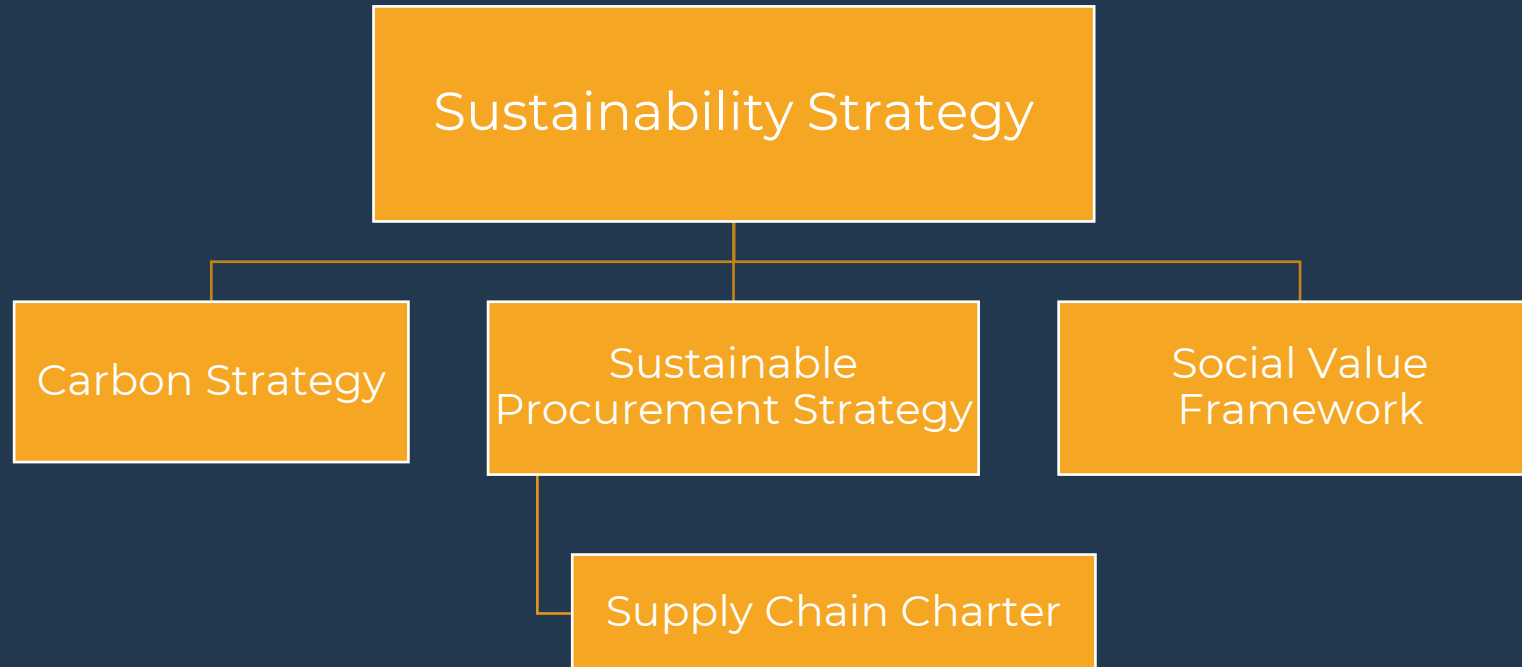 Sustainability Strategy
Carbon Strategy
Sustainable
Procurement Strategy
Social Value
Framework
Supply Chain Charter